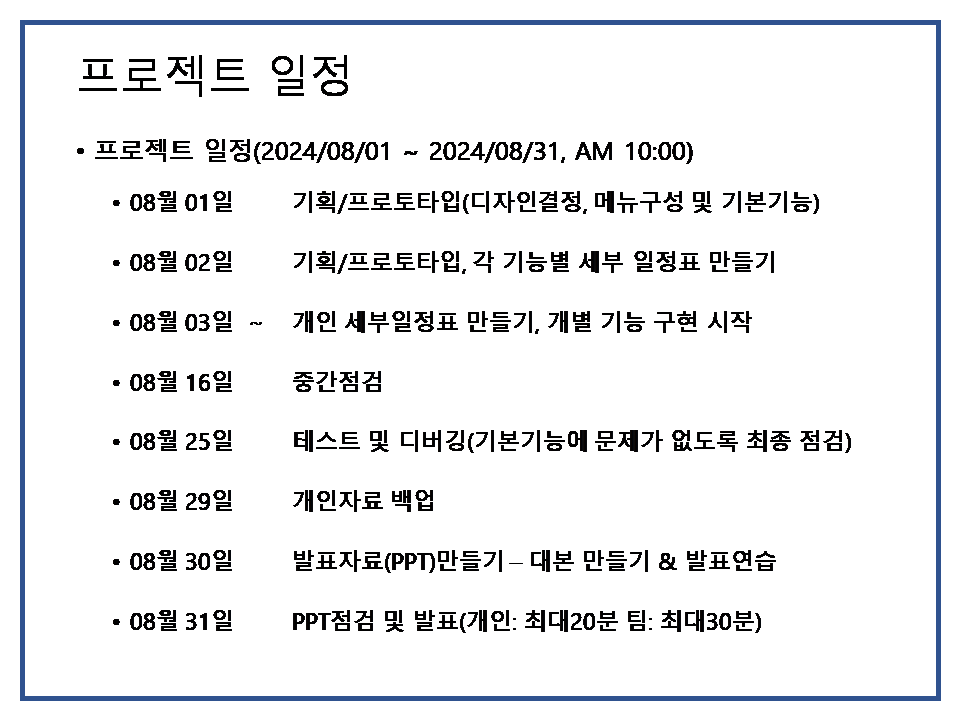 프로젝트 일정
• 프로젝트 일정(2024/08/01 ~ 2024/08/31, AM 10:00)
• 08월 01일 기획/프로토타입(디자인결정, 메뉴구성 및 기본기능)
• 08월 02일 기획/프로토타입, 각 기능별 세부 일정표 만들기
• 08월 03일 ~ 개인 세부일정표 만들기, 개별 기능 구현 시작
• 08월 16일 중간점검
• 08월 25일 테스트 및 디버깅(기본기능에 문제가 없도록 최종 점검)
• 08월 29일 개인자료 백업
• 08월 30일 발표자료(PPT)만들기 – 대본 만들기 & 발표연습
• 08월 31일 PPT점검 및 발표(개인: 최대20분 팀: 최대30분)